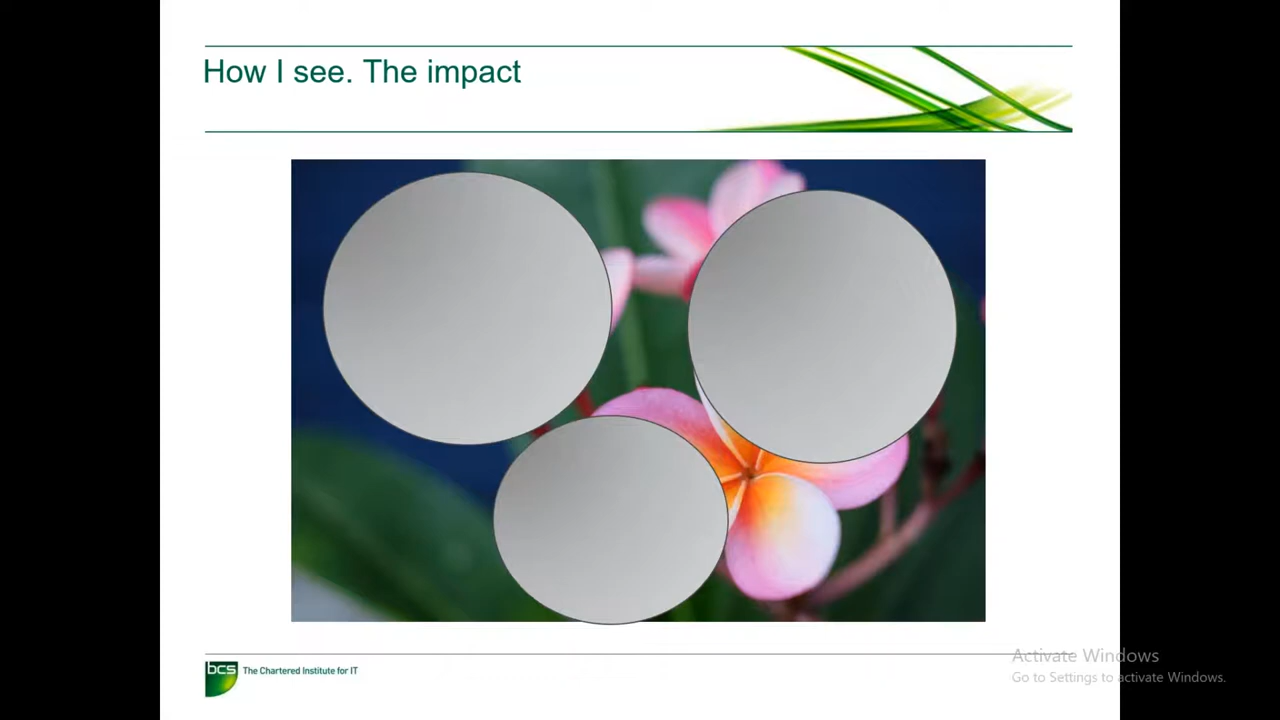 How I see. The impact
bcs The Chartered Institute for IT
Activate Windows
Go to Settings to activate Windows.